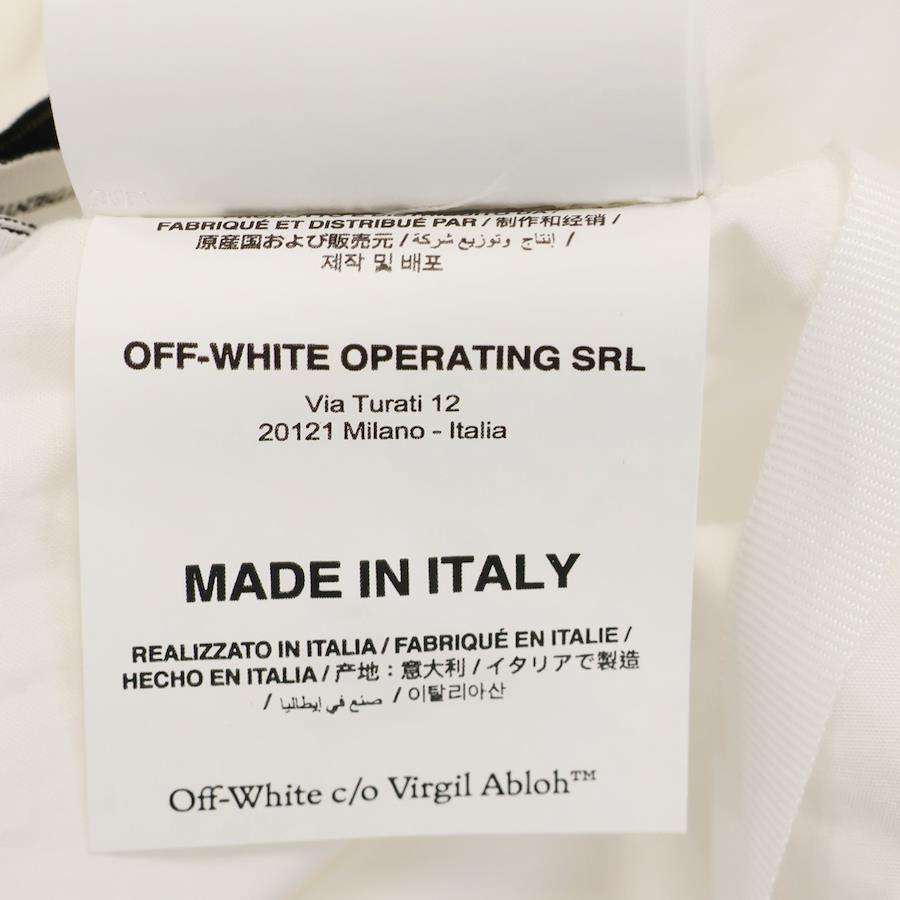 FABRIQUÉ ET DISTRIBUÉ PAR / 制作和经销 /
原産国および販売元 / إنتاج وتوزيع شركة /
제작 및 배포
OFF-WHITE OPERATING SRL
Via Turati 12
20121 Milano - Italia
MADE IN ITALY
REALIZZATO IN ITALIA / FABRIQUÉ EN ITALIE /
HECHO EN ITALIA / 产地：意大利 / イタリアで製造
/ صنع في إيطاليا / 이탈리아산
Off-White c/o Virgil Abloh™